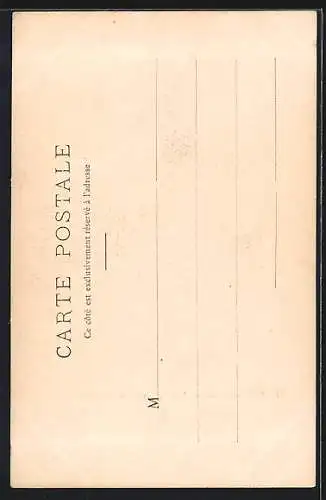 CARTE POSTALE
Ce côté est exclusivement réservé à l'adresse
M